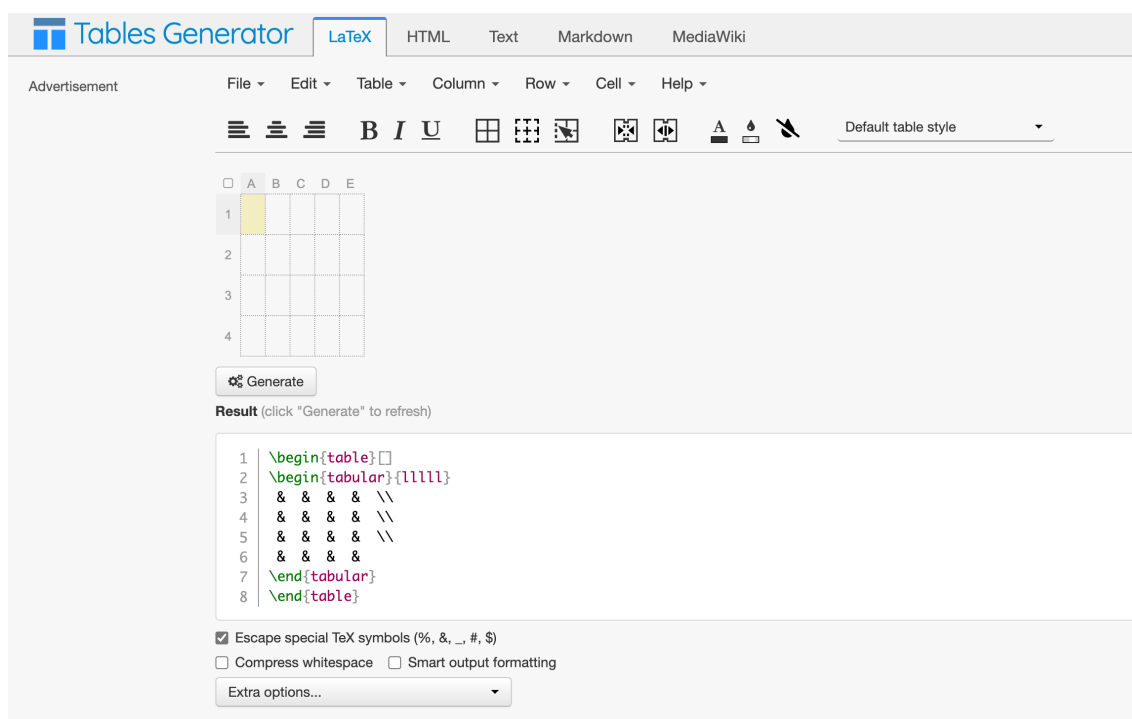 Tables Generator LaTeX HTML Text Markdown MediaWiki
Advertisement
File Edit Table Column Row Cell Help
B I U A Default table style
A B C D E
1
2
3
4
Generate
Result (click "Generate" to refresh)
1 \begin{table}[]
2 \begin{tabular}{lllll}
3 & & & & \\
4 & & & & \\
5 & & & & \\
6 & & & &
7 \end{tabular}
8 \end{table}
Escape special TeX symbols (%, &, _, #, $)
Compress whitespace Smart output formatting
Extra options...